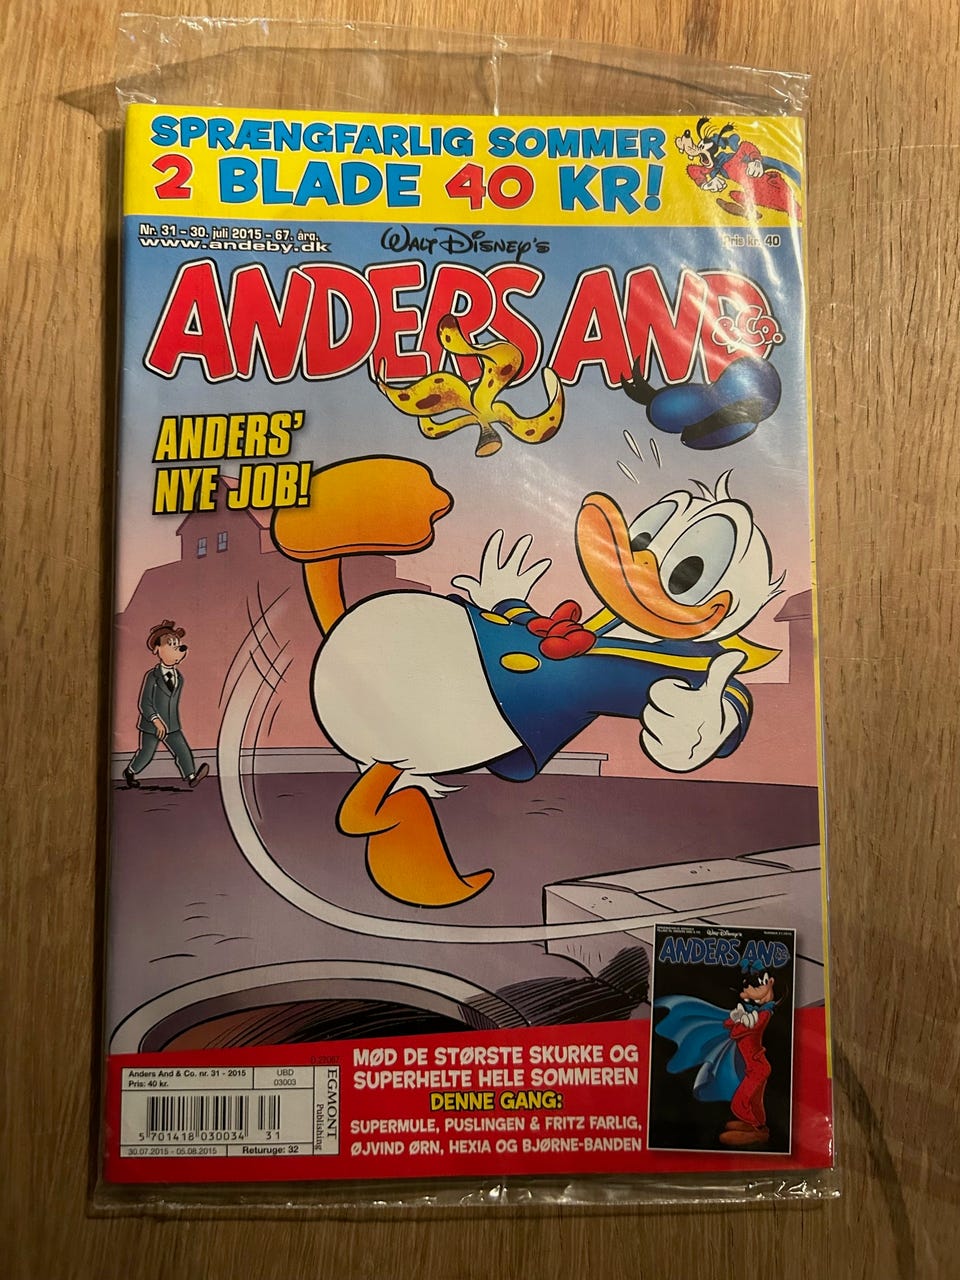 SPRÆNGFARLIG SOMMER
2 BLADE 40 KR!
Nr. 31 - 30. juli 2015 - 67. årg.
www.andeby.dk
WALT DISNEY'S
Pris kr. 40
ANDERS AND
& Co.
ANDERS'
NYE JOB!
Walt Disney's
ANDERS AND
& Co.
MØD DE STØRSTE SKURKE OG
SUPERHELTE HELE SOMMEREN
DENNE GANG:
SUPERMULE, PUSLINGEN & FRITZ FARLIG,
ØJVIND ØRN, HEXIA OG BJØRNE-BANDEN
Anders And & Co. nr. 31 - 2015
Pris: 40 kr.
UBD
03003
5 701418 030034 31
30.07.2015 - 05.08.2015
Returuge: 32
EGMONT
Publishing